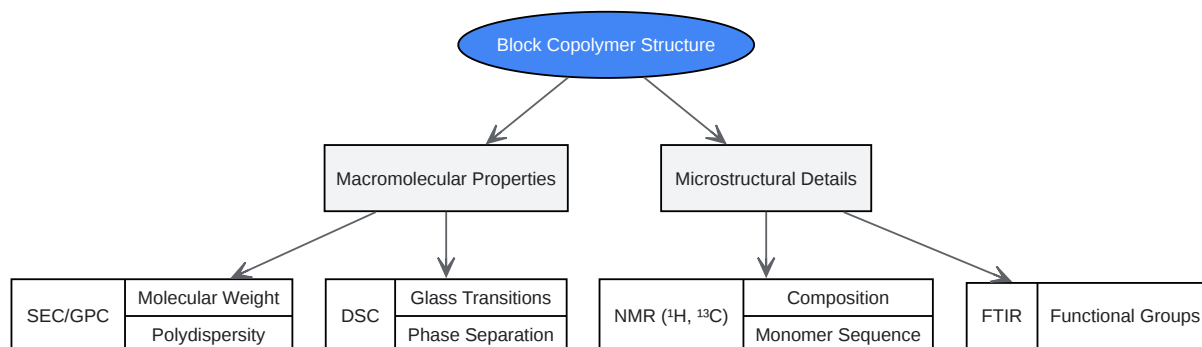 Block Copolymer Structure
Macromolecular Properties
Microstructural Details
SEC/GPC
Molecular Weight
Polydispersity
DSC
Glass Transitions
Phase Separation
NMR (¹H, ¹³C)
Composition
Monomer Sequence
FTIR
Functional Groups